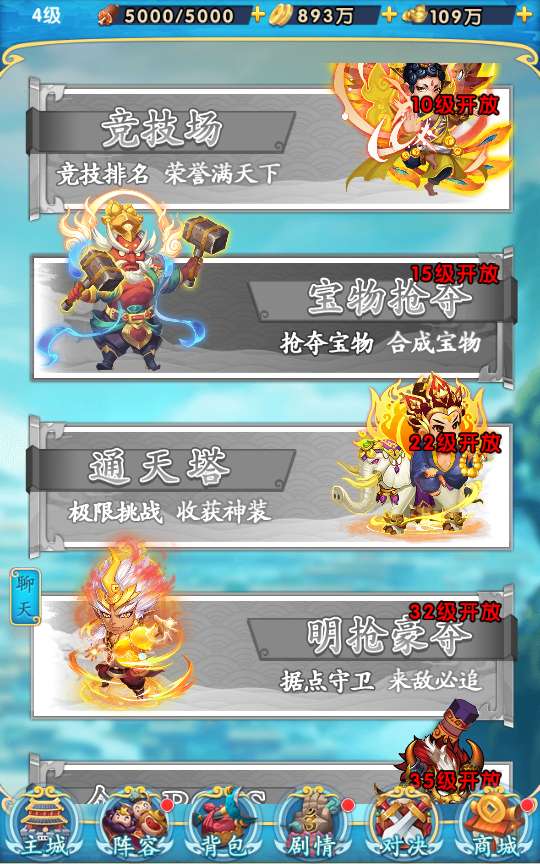 4级 5000/5000 893万 109万
10级开放
竞技场
竞技排名 荣誉满天下
15级开放
宝物抢夺
抢夺宝物 合成宝物
22级开放
通天塔
极限挑战 收获神装
聊天
32级开放
明抢豪夺
据点守卫 来敌必追
35级开放
主城 阵容 背包 剧情 对决 商城